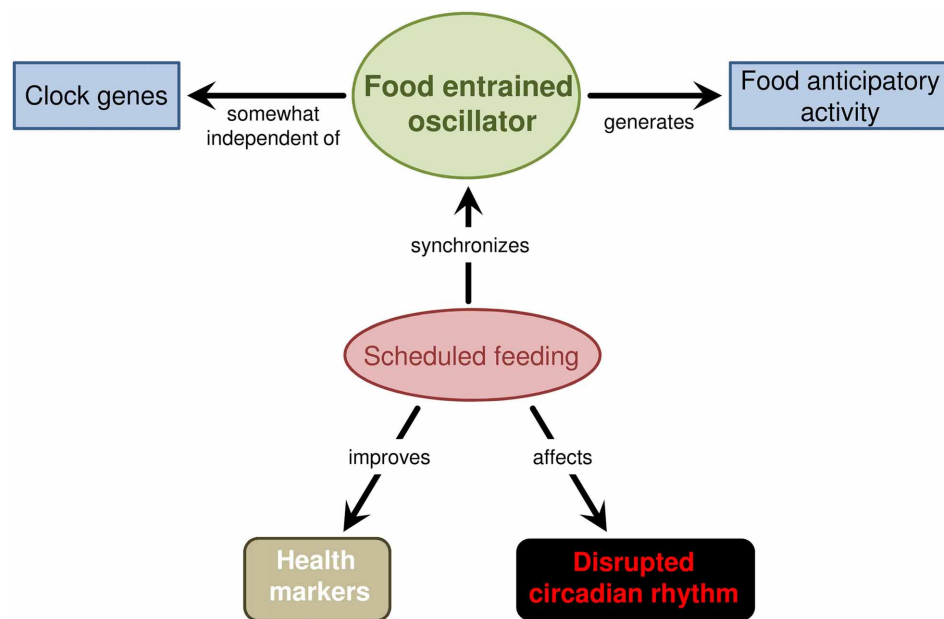 Clock genes
somewhat
independent of
Food entrained
oscillator
generates
Food anticipatory
activity
synchronizes
Scheduled feeding
improves
affects
Health
markers
Disrupted
circadian rhythm